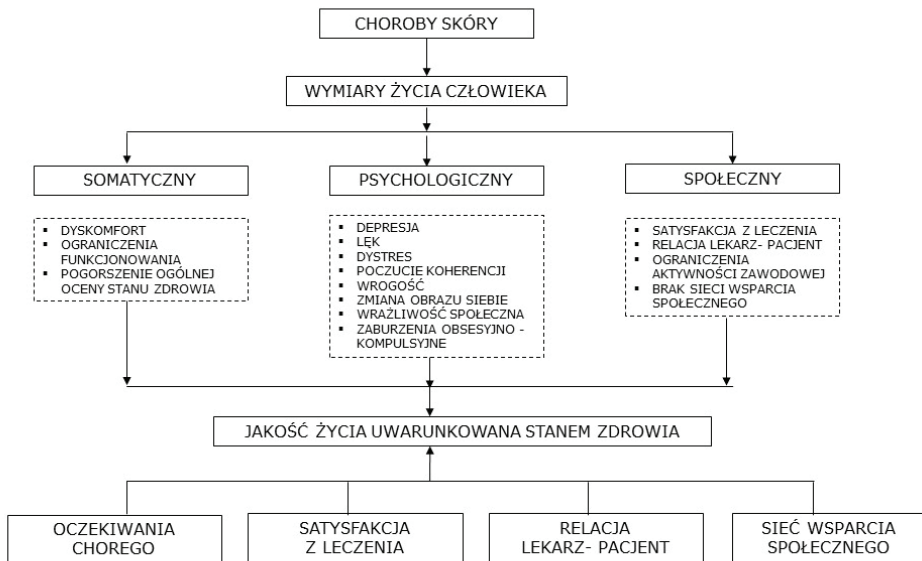 CHOROBY SKÓRY
WYMIARY ŻYCIA CZŁOWIEKA
SOMATYCZNY
PSYCHOLOGICZNY
SPOŁECZNY
▪ DYSKOMFORT
▪ OGRANICZENIA
FUNKCJONOWANIA
▪ POGORSZENIE OGÓLNEJ
OCENY STANU ZDROWIA
▪ DEPRESJA
▪ LĘK
▪ DYSTRES
▪ POCZUCIE KOHERENCJI
▪ WROGOŚĆ
▪ ZMIANA OBRAZU SIEBIE
▪ WRAŻLIWOŚĆ SPOŁECZNA
▪ ZABURZENIA OBSESYJNO -
KOMPULSYJNE
▪ SATYSFAKCJA Z LECZENIA
▪ RELACJA LEKARZ- PACJENT
▪ OGRANICZENIA
AKTYWNOŚCI ZAWODOWEJ
▪ BRAK SIECI WSPARCIA
SPOŁECZNEGO
JAKOŚĆ ŻYCIA UWARUNKOWANA STANEM ZDROWIA
OCZEKIWANIA
CHOREGO
SATYSFAKCJA
Z LECZENIA
RELACJA
LEKARZ- PACJENT
SIEĆ WSPARCIA
SPOŁECZNEGO